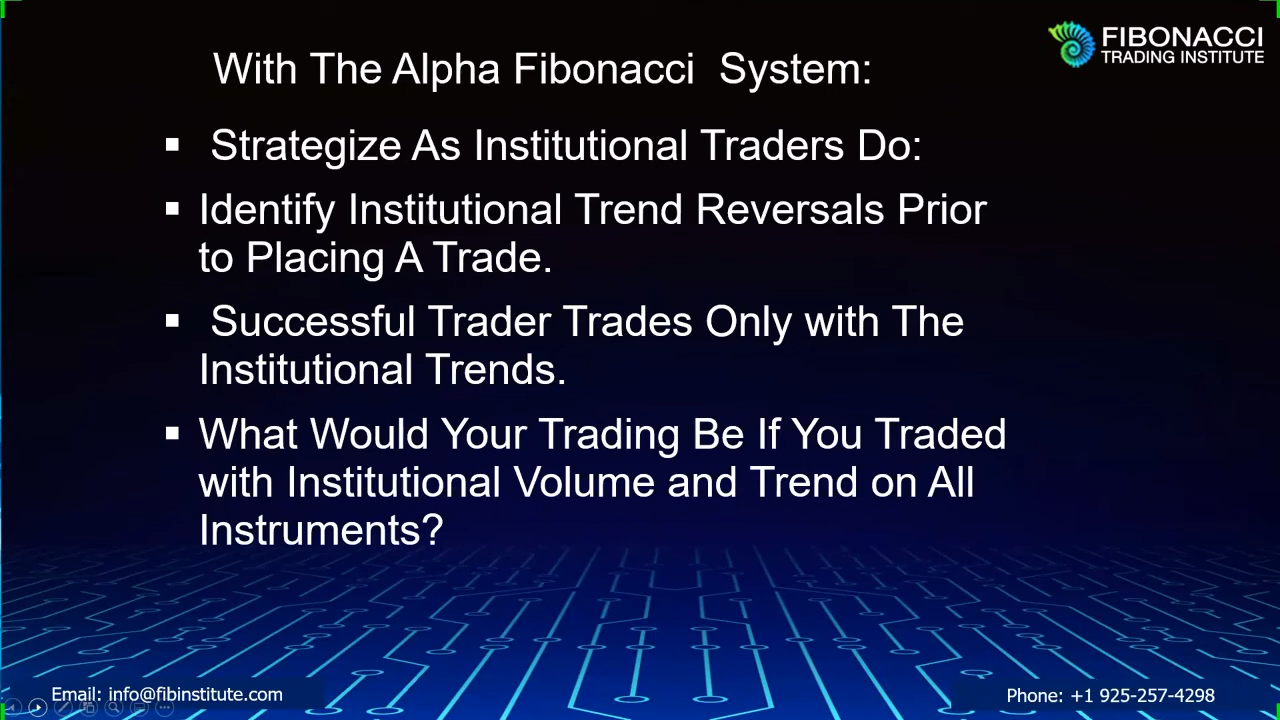 FIBONACCI
TRADING INSTITUTE
With The Alpha Fibonacci  System:
▪ Strategize As Institutional Traders Do:
▪ Identify Institutional Trend Reversals Prior
to Placing A Trade.
▪ Successful Trader Trades Only with The
Institutional Trends.
▪ What Would Your Trading Be If You Traded
with Institutional Volume and Trend on All
Instruments?
Email: info@fibinstitute.com
Phone: +1 925-257-4298